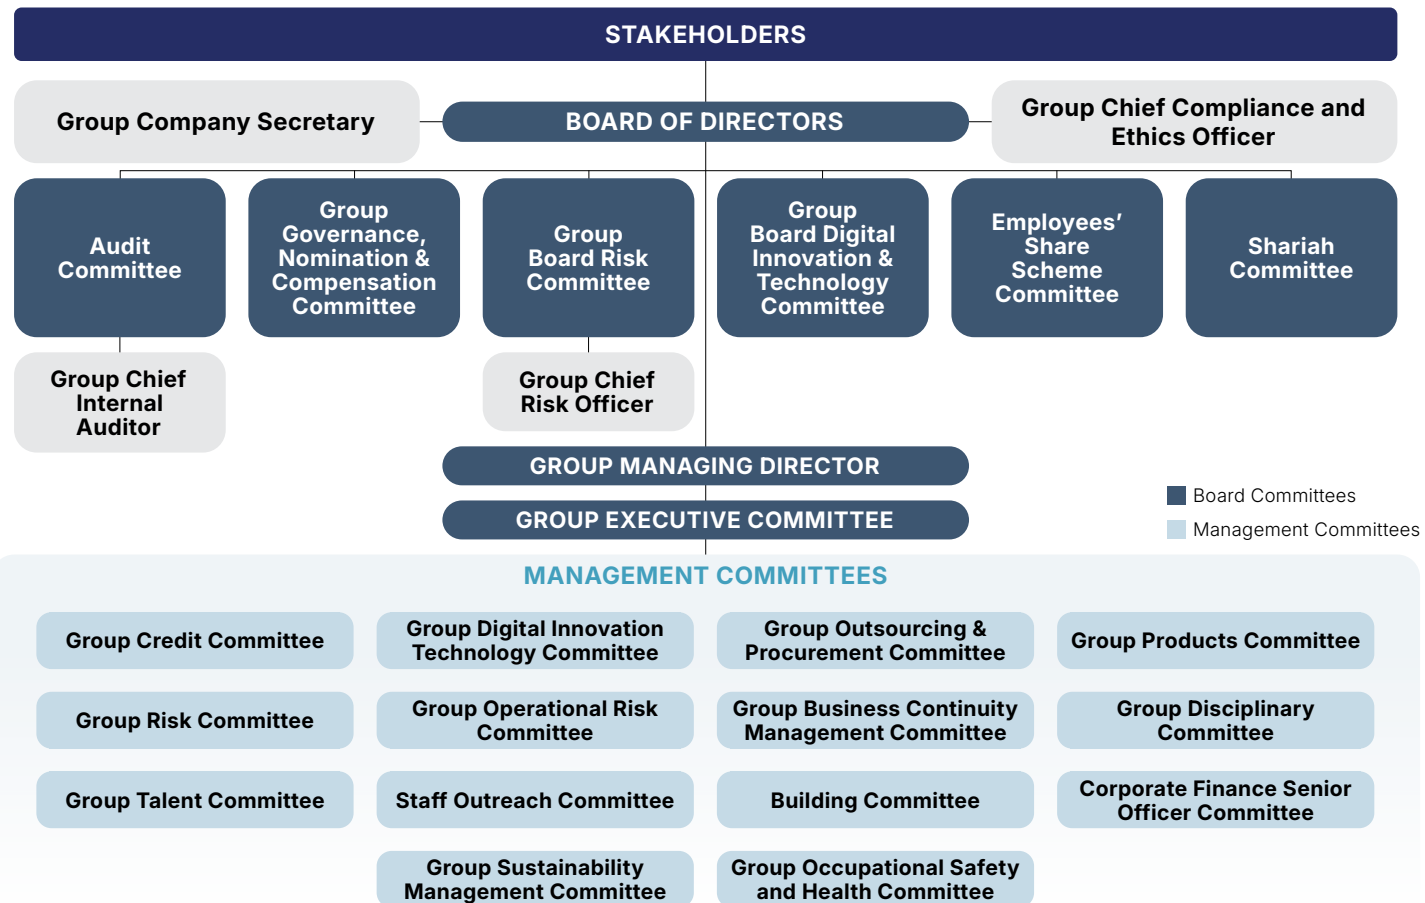 STAKEHOLDERS
Group Company Secretary
BOARD OF DIRECTORS
Group Chief Compliance and
Ethics Officer
Audit
Committee
Group
Governance,
Nomination &
Compensation
Committee
Group
Board Risk
Committee
Group
Board Digital
Innovation &
Technology
Committee
Employees’
Share
Scheme
Committee
Shariah
Committee
Group Chief
Internal
Auditor
Group Chief
Risk Officer
GROUP MANAGING DIRECTOR
GROUP EXECUTIVE COMMITTEE
Board Committees
Management Committees
MANAGEMENT COMMITTEES
Group Credit Committee
Group Digital Innovation
Technology Committee
Group Outsourcing &
Procurement Committee
Group Products Committee
Group Risk Committee
Group Operational Risk
Committee
Group Business Continuity
Management Committee
Group Disciplinary
Committee
Group Talent Committee
Staff Outreach Committee
Building Committee
Corporate Finance Senior
Officer Committee
Group Sustainability
Management Committee
Group Occupational Safety
and Health Committee